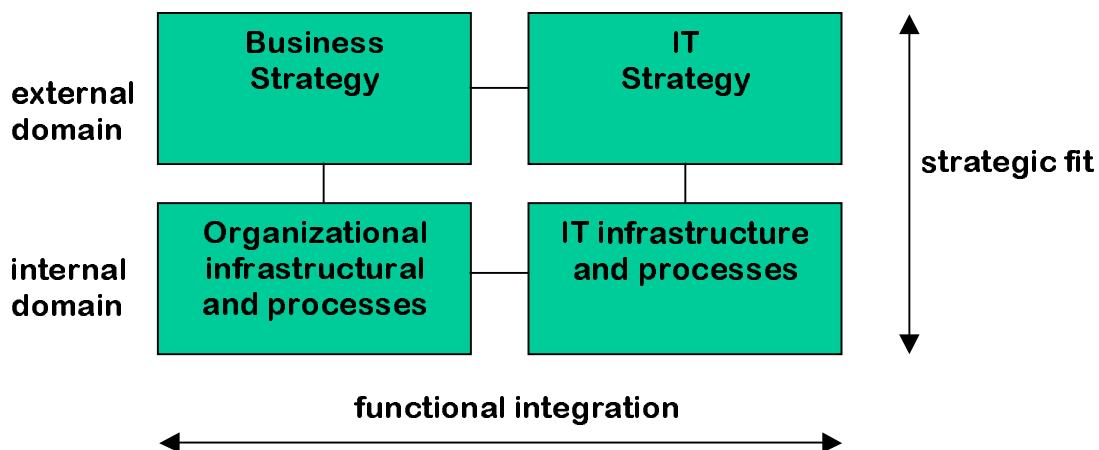 Business
Strategy
IT
Strategy
external
domain
strategic fit
Organizational
infrastructural
and processes
IT infrastructure
and processes
internal
domain
functional integration